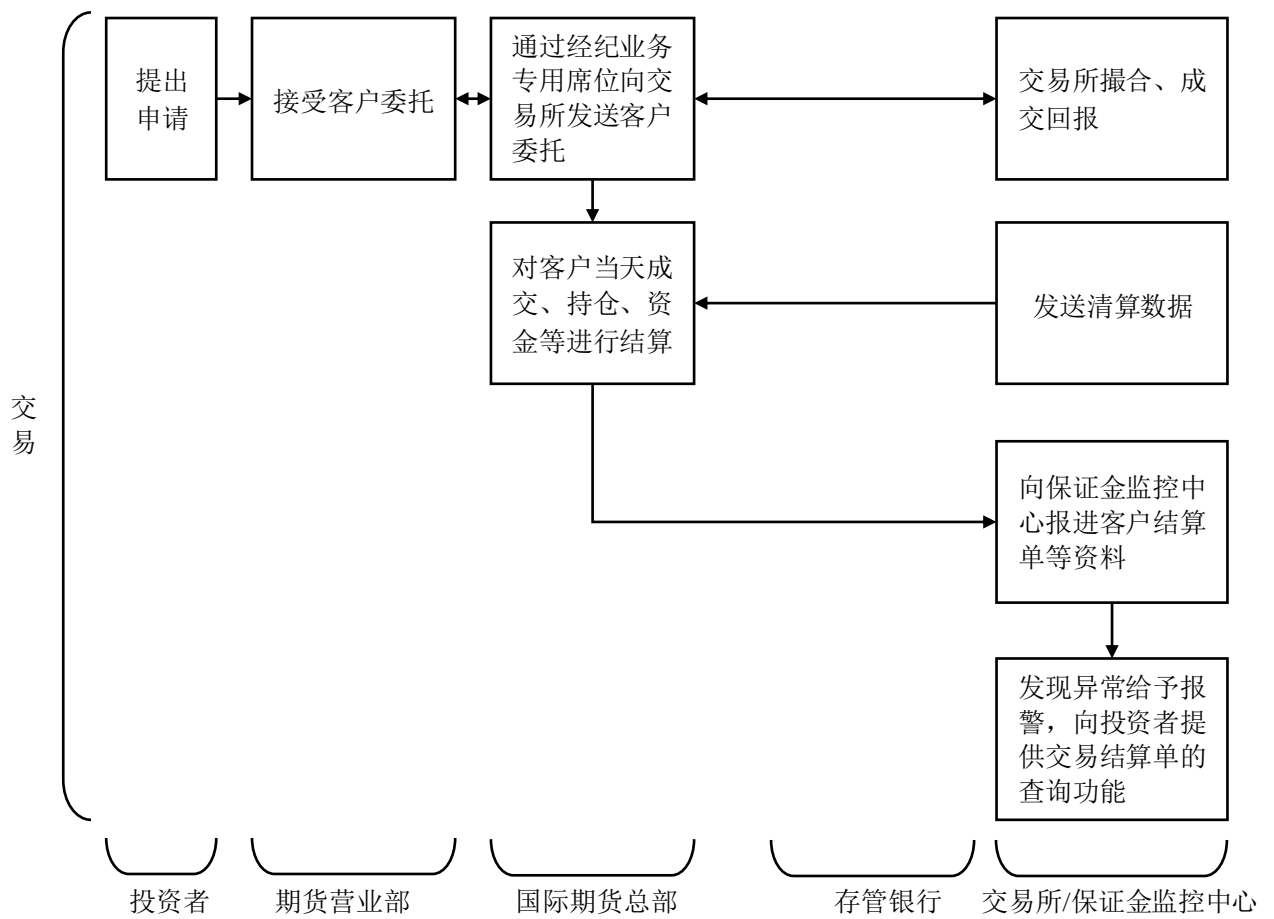 提出
申请
接受客户委托
通过经纪业务
专用席位向交
易所发送客户
委托
交易所撮合、成
交回报
对客户当天成
交、持仓、资
金等进行结算
发送清算数据
交
易
向保证金监控中
心报进客户结算
单等资料
发现异常给予报
警，向投资者提
供交易结算单的
查询功能
投资者
期货营业部
国际期货总部
存管银行
交易所/保证金监控中心